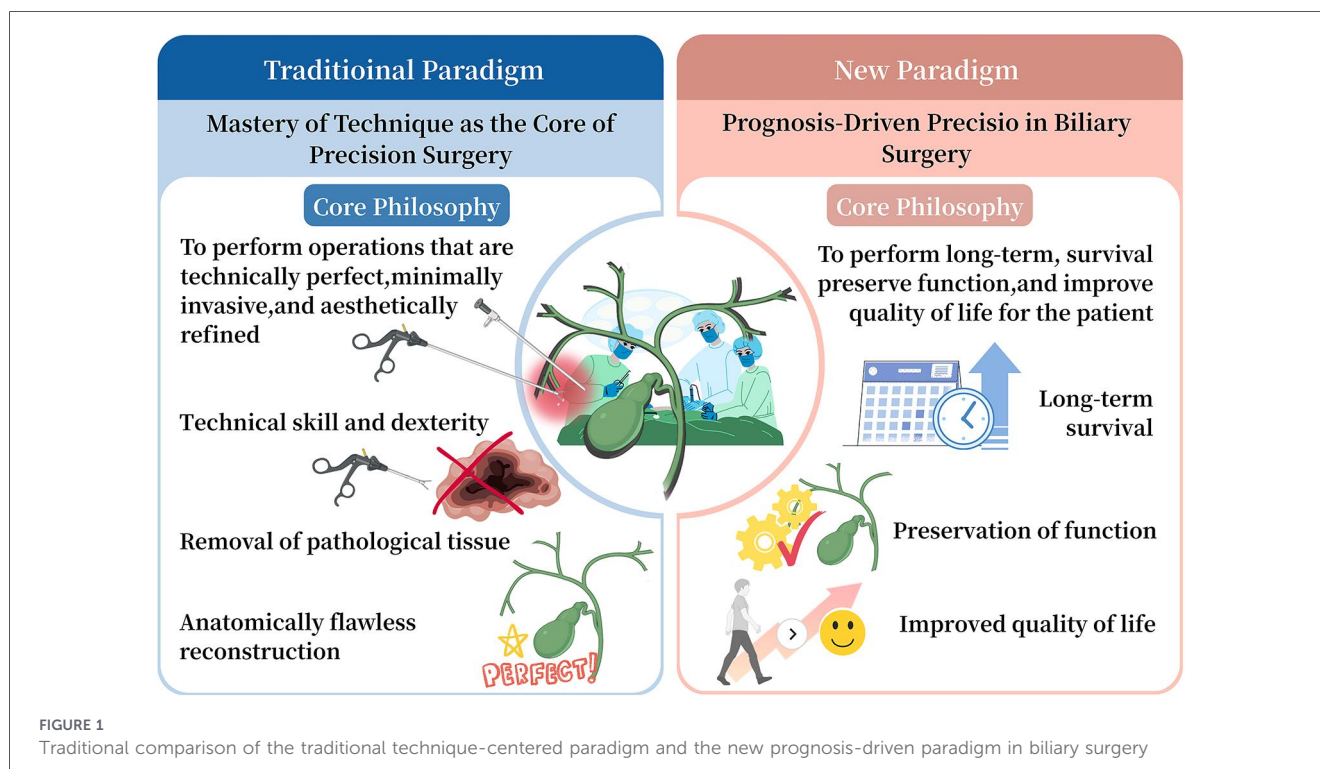 Traditioinal Paradigm
Mastery of Technique as the Core of
Precision Surgery
Core Philosophy
To perform operations that are
technically perfect,minimally
invasive,and aesthetically
refined
Technical skill and dexterity
Removal of pathological tissue
Anatomically flawless
reconstruction
PERFECT!
New Paradigm
Prognosis-Driven Precisio in Biliary
Surgery
Core Philosophy
To perform long-term, survival
preserve function,and improve
quality of life for the patient
Long-term
survival
Preservation of function
Improved quality of life
FIGURE 1
Traditional comparison of the traditional technique-centered paradigm and the new prognosis-driven paradigm in biliary surgery